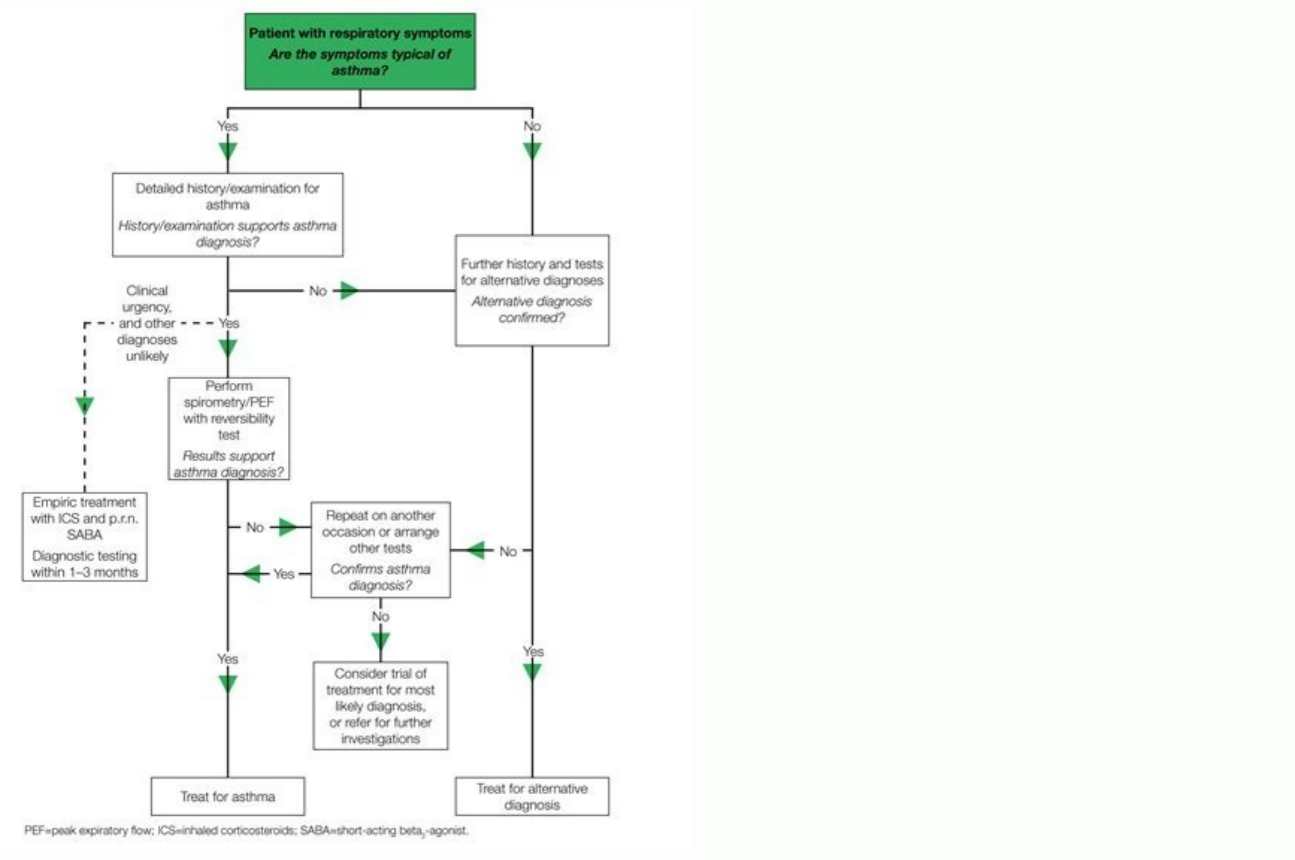 Patient with respiratory symptoms
Are the symptoms typical of
asthma?
Yes
No
Detailed history/examination for
asthma
History/examination supports asthma
diagnosis?
Further history and tests
for alternative diagnoses
Alternative diagnosis
confirmed?
No
Clinical
urgency,
and other
diagnoses
unlikely
Yes
Perform
spirometry/PEF
with reversibility
test
Results support
asthma diagnosis?
Empiric treatment
with ICS and p.r.n.
SABA
Diagnostic testing
within 1–3 months
No
Repeat on another
occasion or arrange
other tests
Confirms asthma
diagnosis?
No
Yes
No
Yes
Yes
Consider trial of
treatment for most
likely diagnosis,
or refer for further
investigations
Treat for asthma
Treat for alternative
diagnosis
PEF=peak expiratory flow; ICS=inhaled corticosteroids; SABA=short-acting beta₂-agonist.